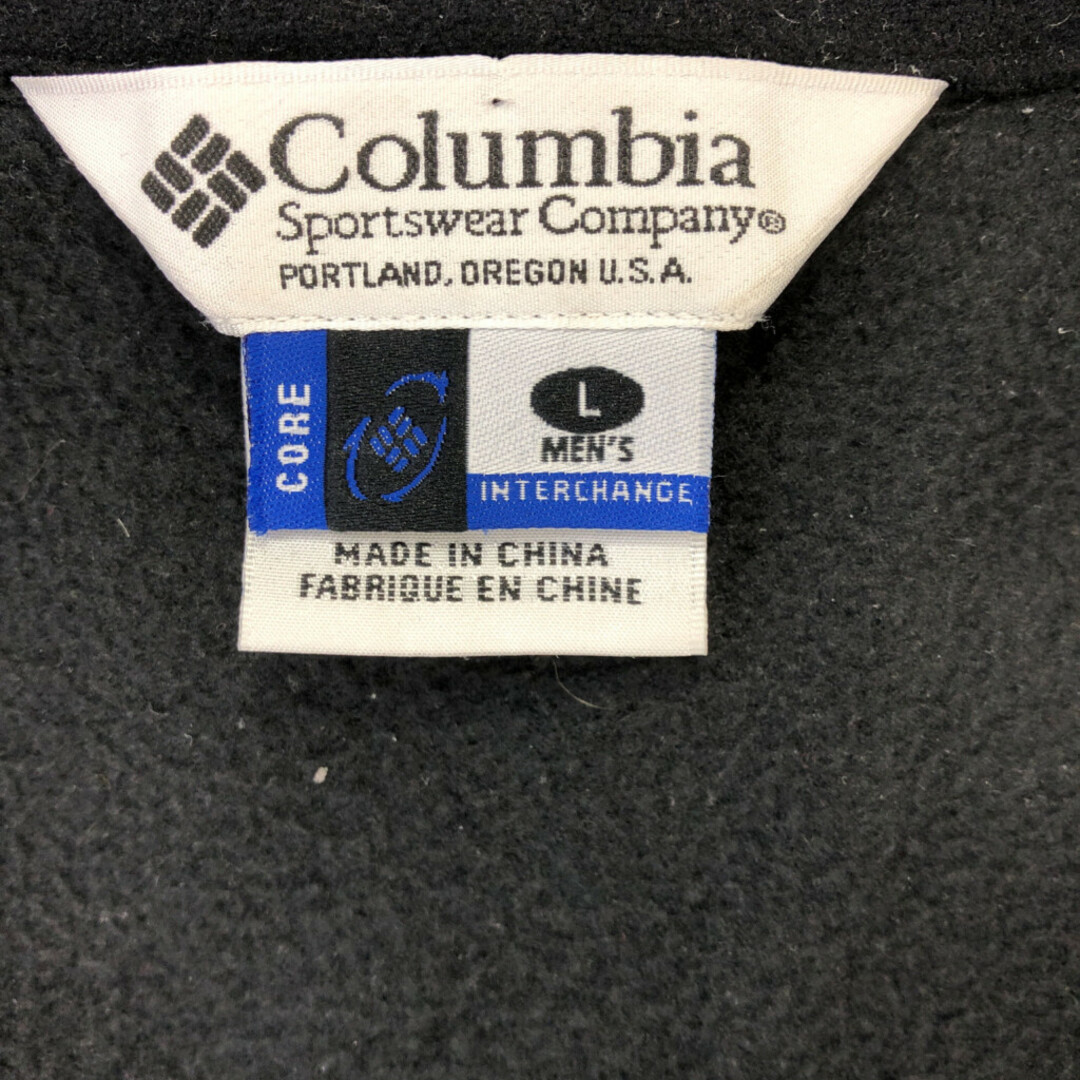 Columbia
Sportswear Company®
PORTLAND, OREGON U.S.A.
CORE
L
MEN'S
INTERCHANGE
MADE IN CHINA
FABRIQUE EN CHINE